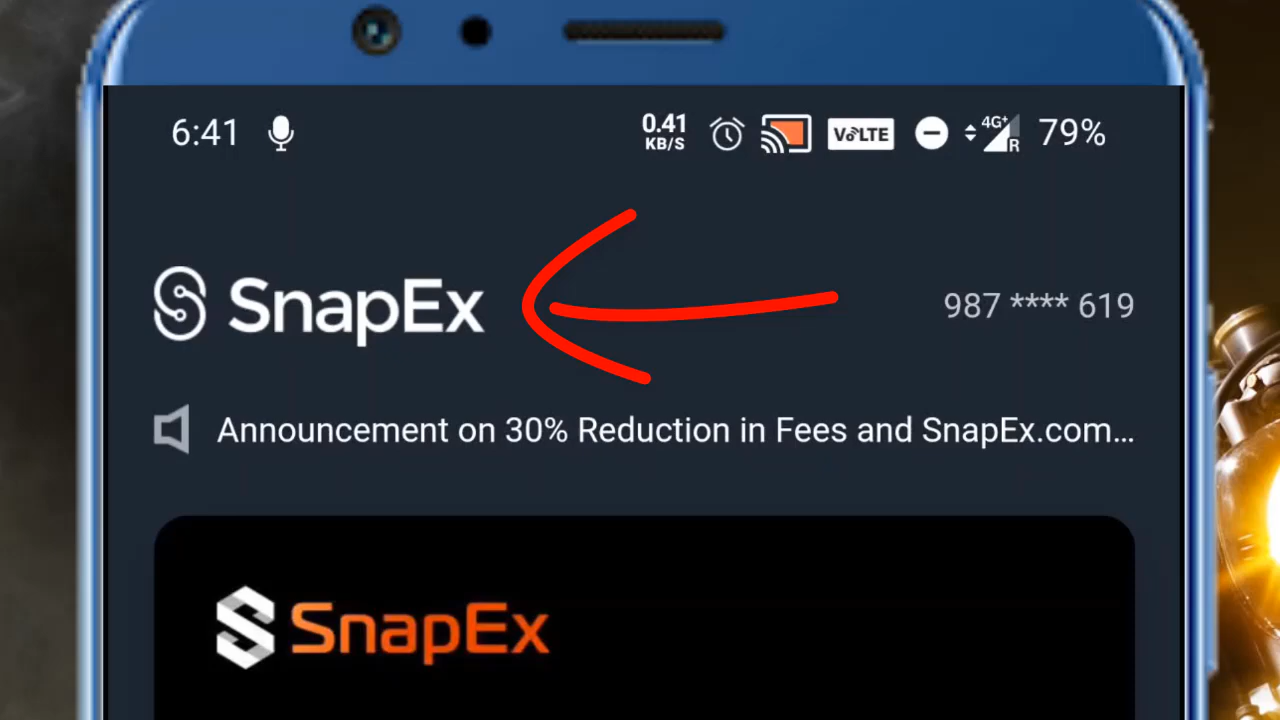 6:41 0.41 KB/S VoLTE 4G+ R 79%
SnapEx 987 **** 619
Announcement on 30% Reduction in Fees and SnapEx.com...
SnapEx